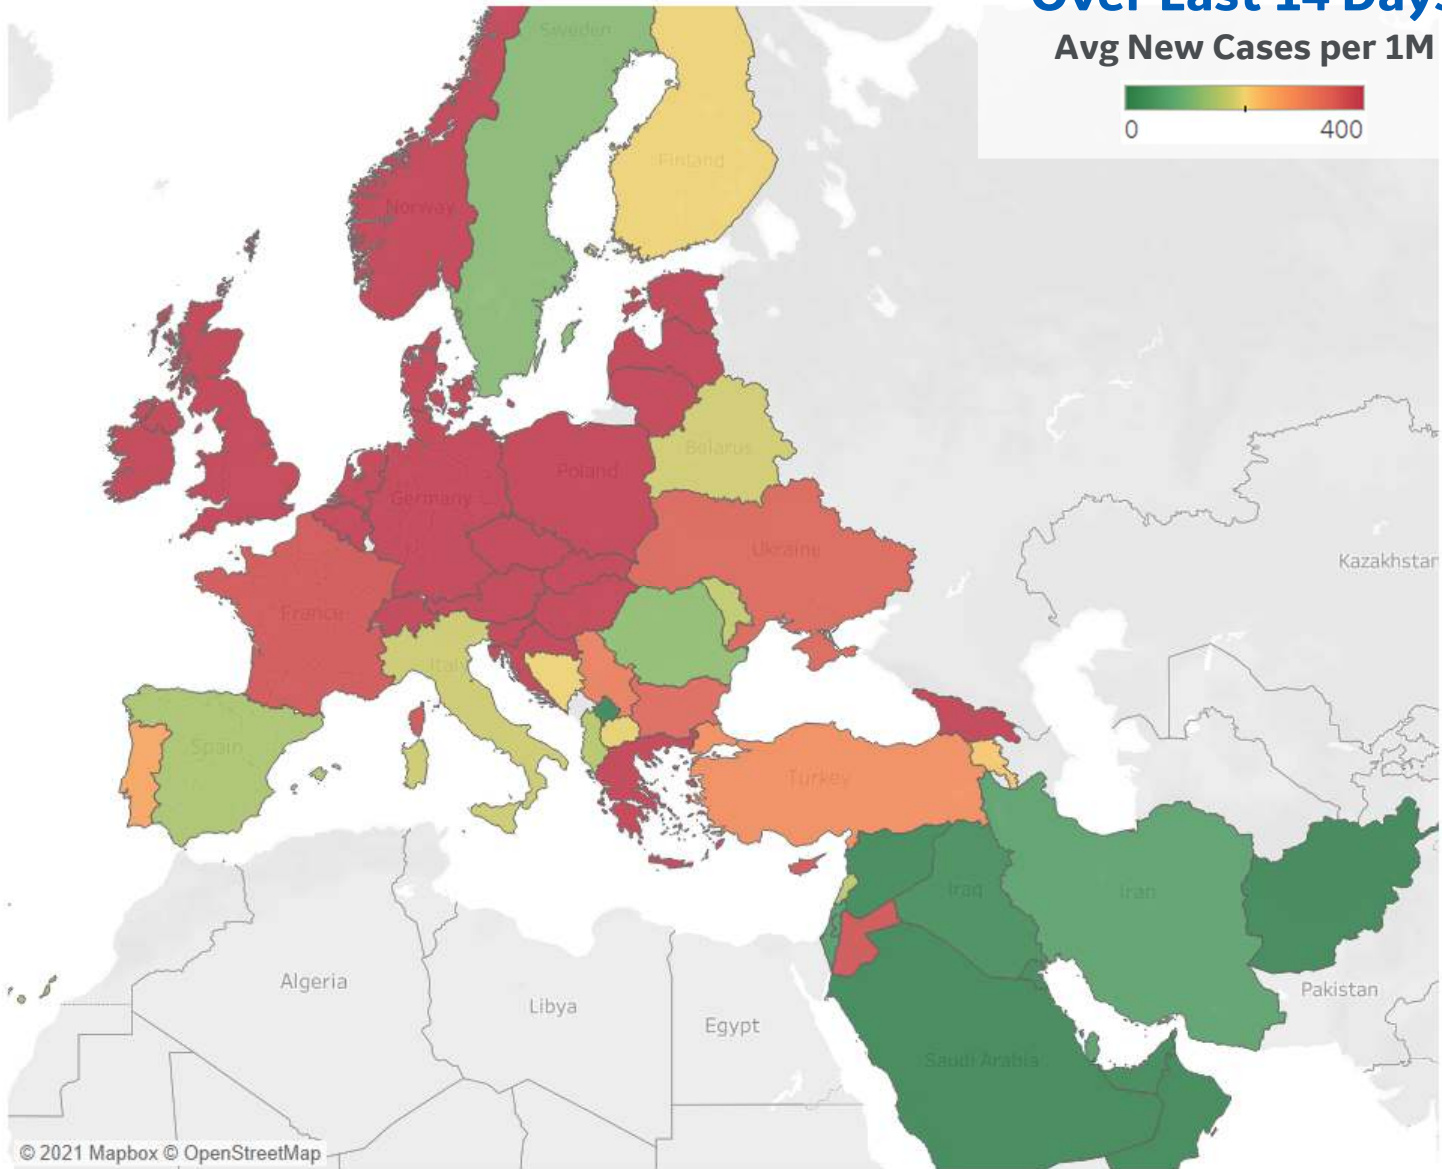 Over Last 14 Days
Avg New Cases per 1M
0 400
Sweden
Finland
Norway
Belarus
Poland
Germany
Ukraine
Kazakhstan
France
Italy
Spain
Turkey
Iraq
Iran
Algeria
Pakistan
Libya
Egypt
Saudi Arabia
© 2021 Mapbox © OpenStreetMap